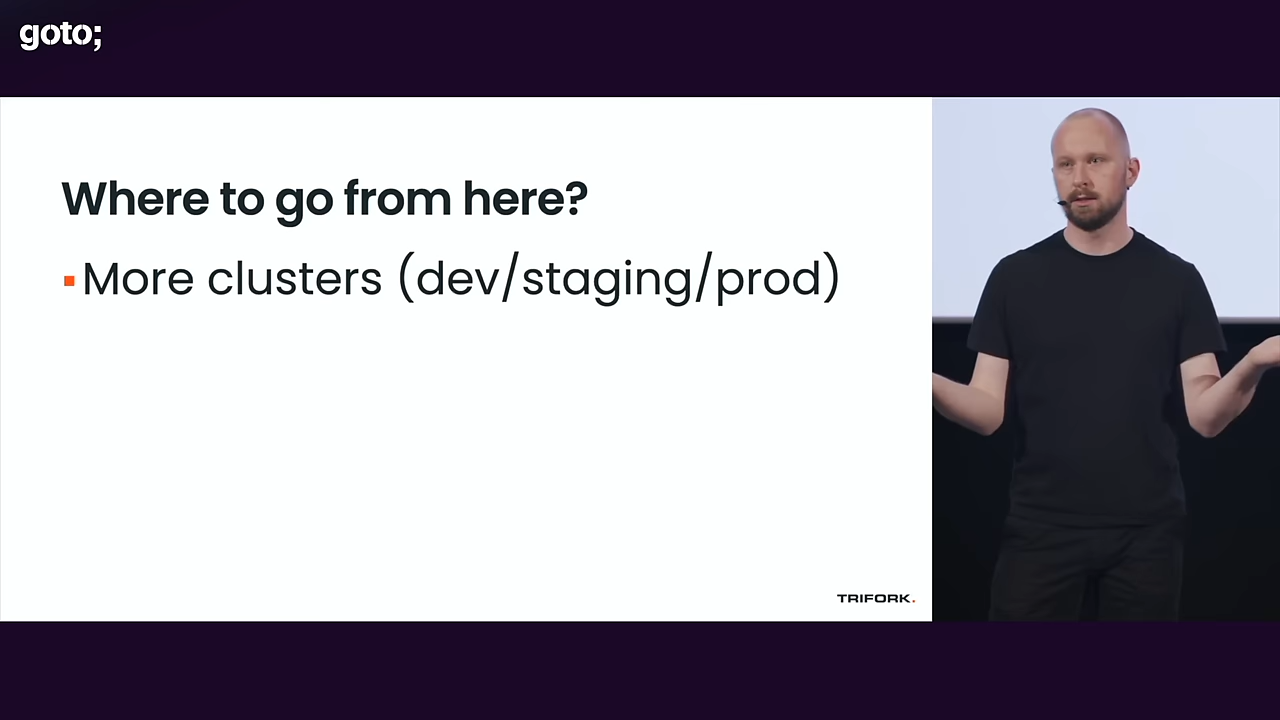 goto;
Where to go from here?
▪ More clusters (dev/staging/prod)
TRIFORK.